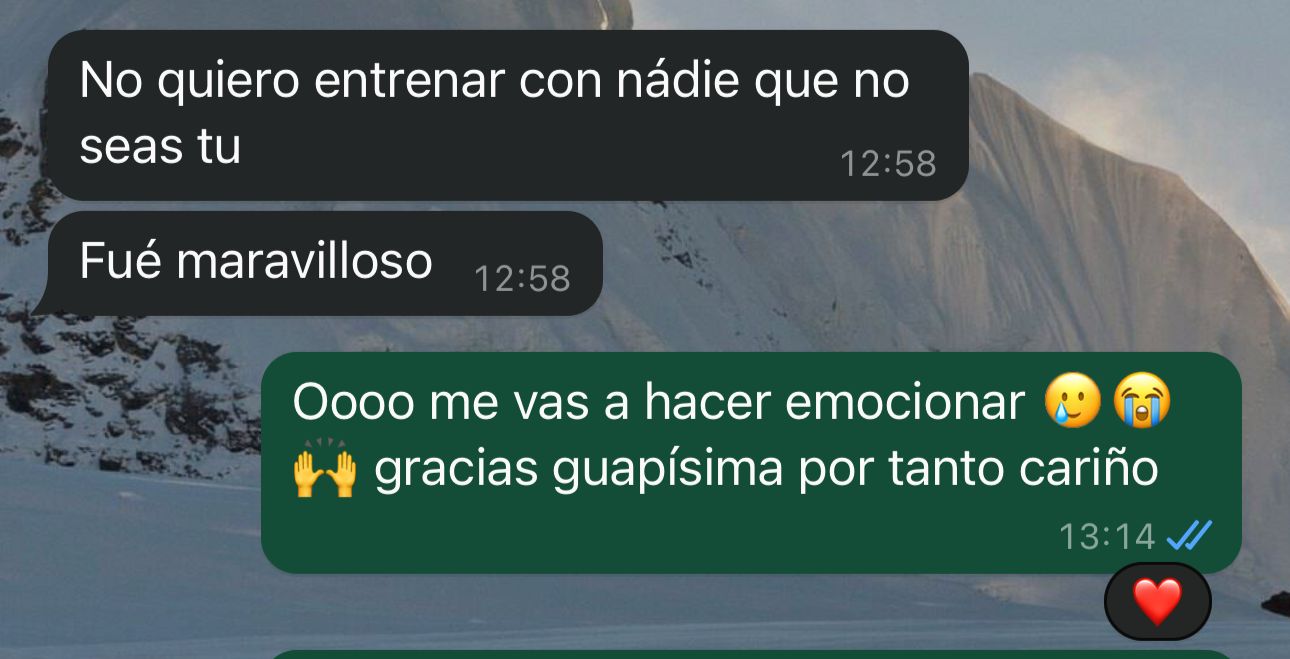 No quiero entrenar con nádie que no
seas tu
12:58
Fué maravilloso
12:58
Oooo me vas a hacer emocionar 🥲😭
🙌 gracias guapísima por tanto cariño
13:14